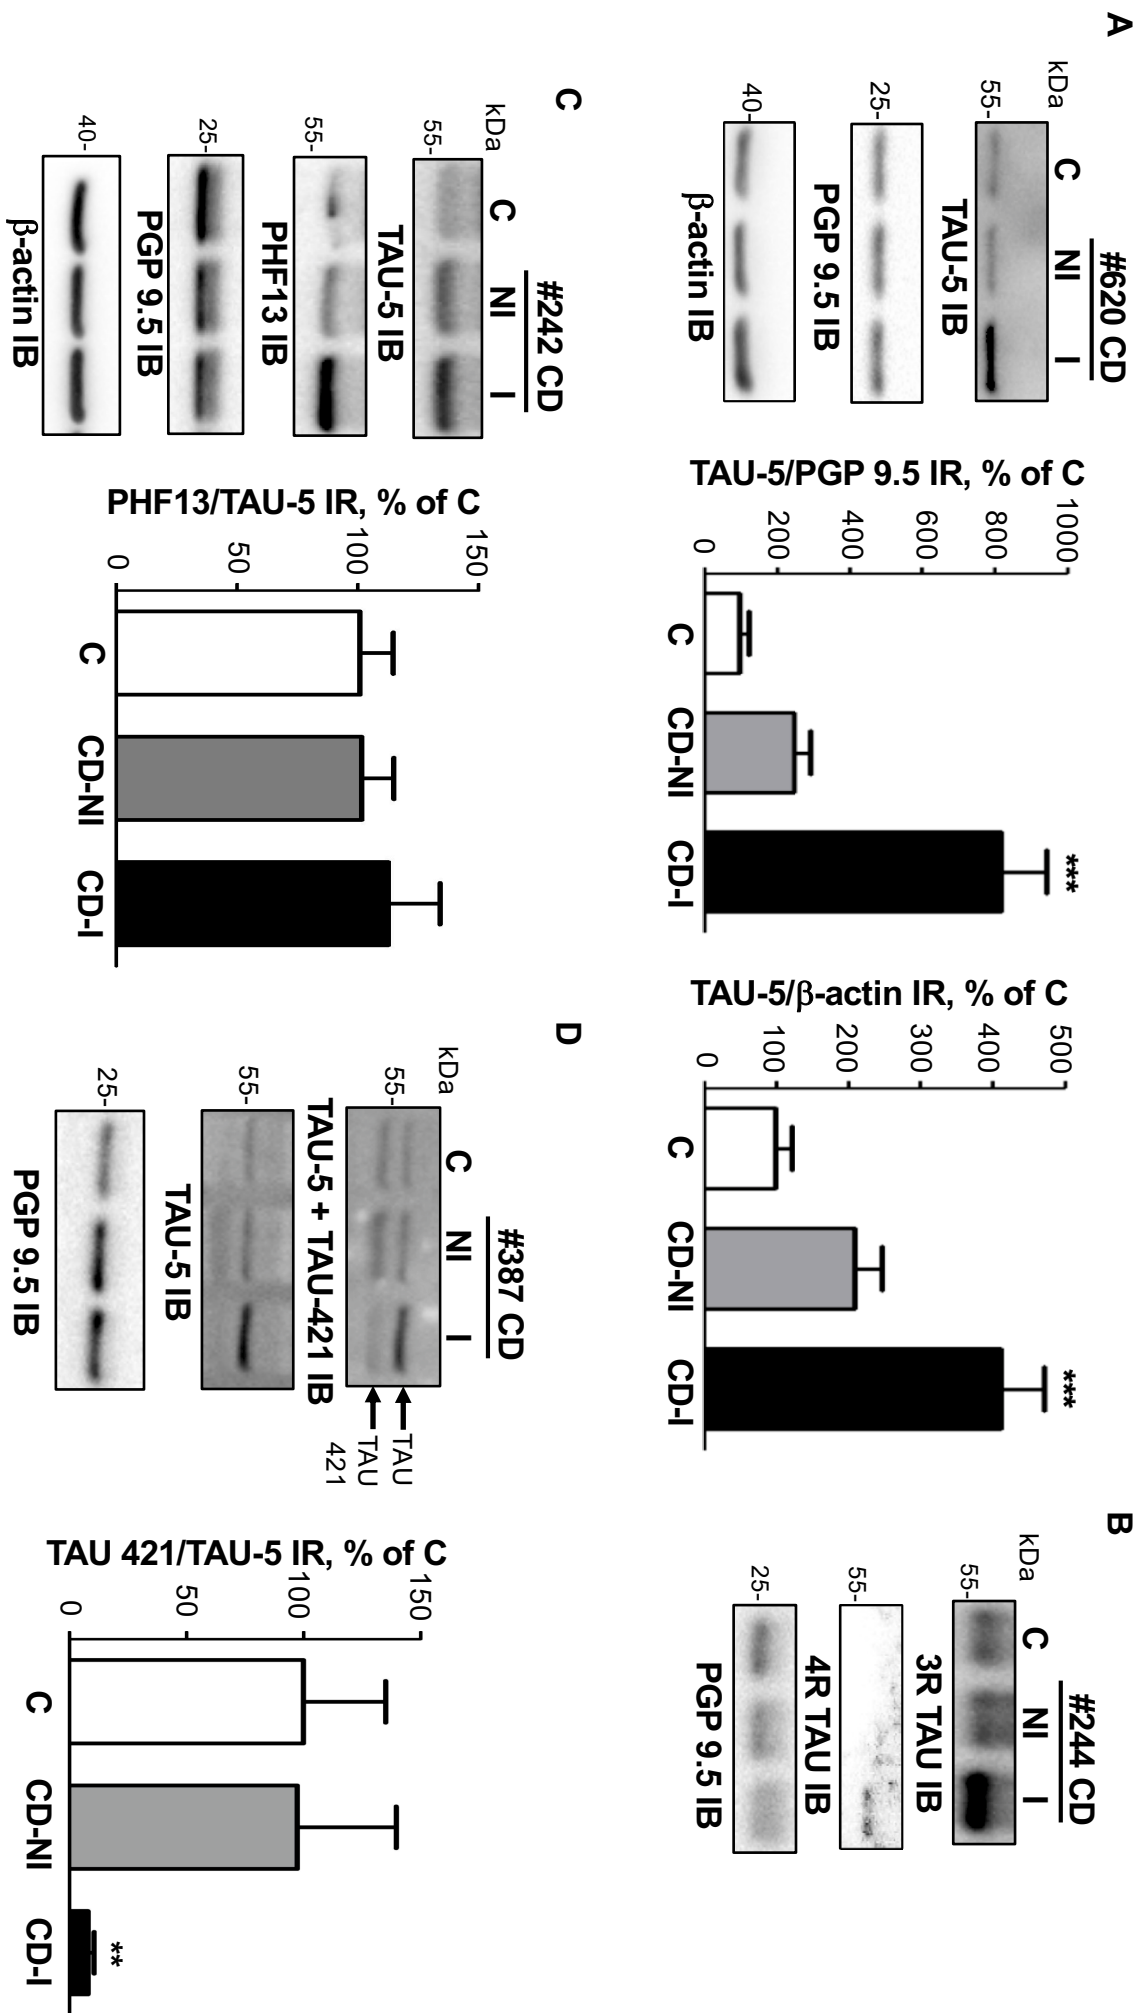 A
#620 CD
kDa C NI I
55-
TAU-5 IB
25-
PGP 9.5 IB
40-
β-actin IB
TAU-5/PGP 9.5 IR, % of C
1000
800
600
400
200
0
***
C CD-NI CD-I
TAU-5/β-actin IR, % of C
500
400
300
200
100
0
***
C CD-NI CD-I
B
#244 CD
kDa C NI I
55-
3R TAU IB
55-
4R TAU IB
25-
PGP 9.5 IB
C
#242 CD
kDa C NI I
55-
TAU-5 IB
55-
PHF13 IB
25-
PGP 9.5 IB
40-
β-actin IB
PHF13/TAU-5 IR, % of C
150
100
50
0
C CD-NI CD-I
D
#387 CD
kDa C NI I
55-
TAU
TAU
421
TAU-5 + TAU-421 IB
55-
TAU-5 IB
25-
PGP 9.5 IB
TAU 421/TAU-5 IR, % of C
150
100
50
0
**
C CD-NI CD-I